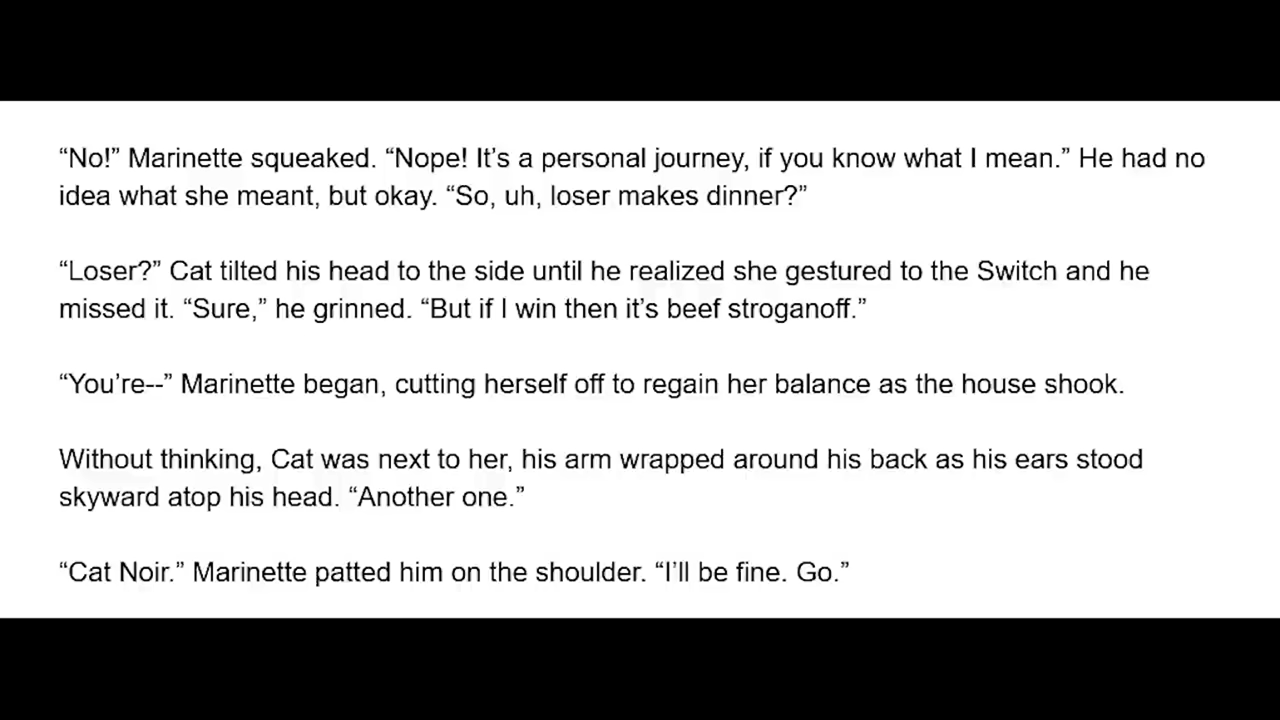 “No!” Marinette squeaked. “Nope! It’s a personal journey, if you know what I mean.” He had no
idea what she meant, but okay. “So, uh, loser makes dinner?”
“Loser?” Cat tilted his head to the side until he realized she gestured to the Switch and he
missed it. “Sure,” he grinned. “But if I win then it’s beef stroganoff.”
“You’re--” Marinette began, cutting herself off to regain her balance as the house shook.
Without thinking, Cat was next to her, his arm wrapped around his back as his ears stood
skyward atop his head. “Another one.”
“Cat Noir.” Marinette patted him on the shoulder. “I’ll be fine. Go.”